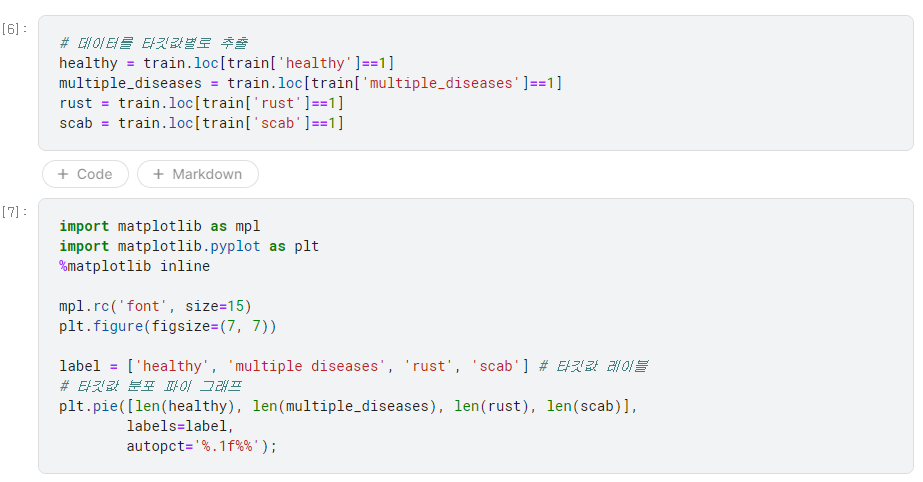 [6]:
# 데이터를 타깃값별로 추출
healthy = train.loc[train['healthy']==1]
multiple_diseases = train.loc[train['multiple_diseases']==1]
rust = train.loc[train['rust']==1]
scab = train.loc[train['scab']==1]
+ Code + Markdown
[7]:
import matplotlib as mpl
import matplotlib.pyplot as plt
%matplotlib inline
mpl.rc('font', size=15)
plt.figure(figsize=(7, 7))
label = ['healthy', 'multiple diseases', 'rust', 'scab'] # 타깃값 레이블
# 타깃값 분포 파이 그래프
plt.pie([len(healthy), len(multiple_diseases), len(rust), len(scab)],
labels=label,
autopct='%.1f%%');